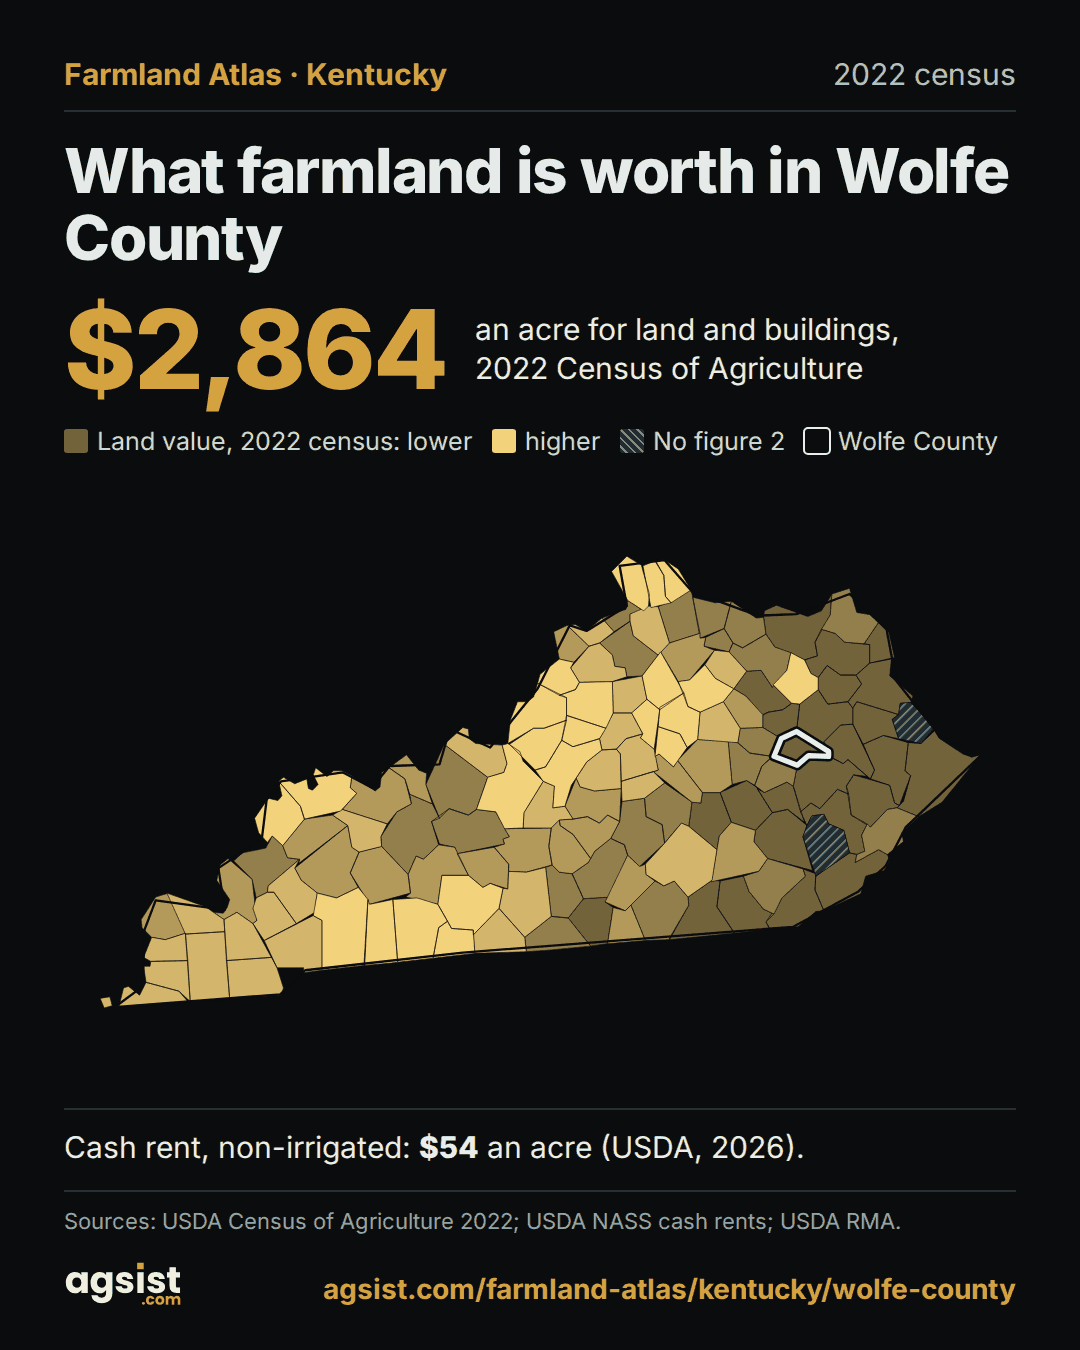 Farmland Atlas · Kentucky
2022 census
What farmland is worth in Wolfe
County
$2,864
an acre for land and buildings,
2022 Census of Agriculture
Land value, 2022 census: lower
higher
No figure 2
Wolfe County
Cash rent, non-irrigated: $54 an acre (USDA, 2026).
Sources: USDA Census of Agriculture 2022; USDA NASS cash rents; USDA RMA.
agsist
.com
agsist.com/farmland-atlas/kentucky/wolfe-county